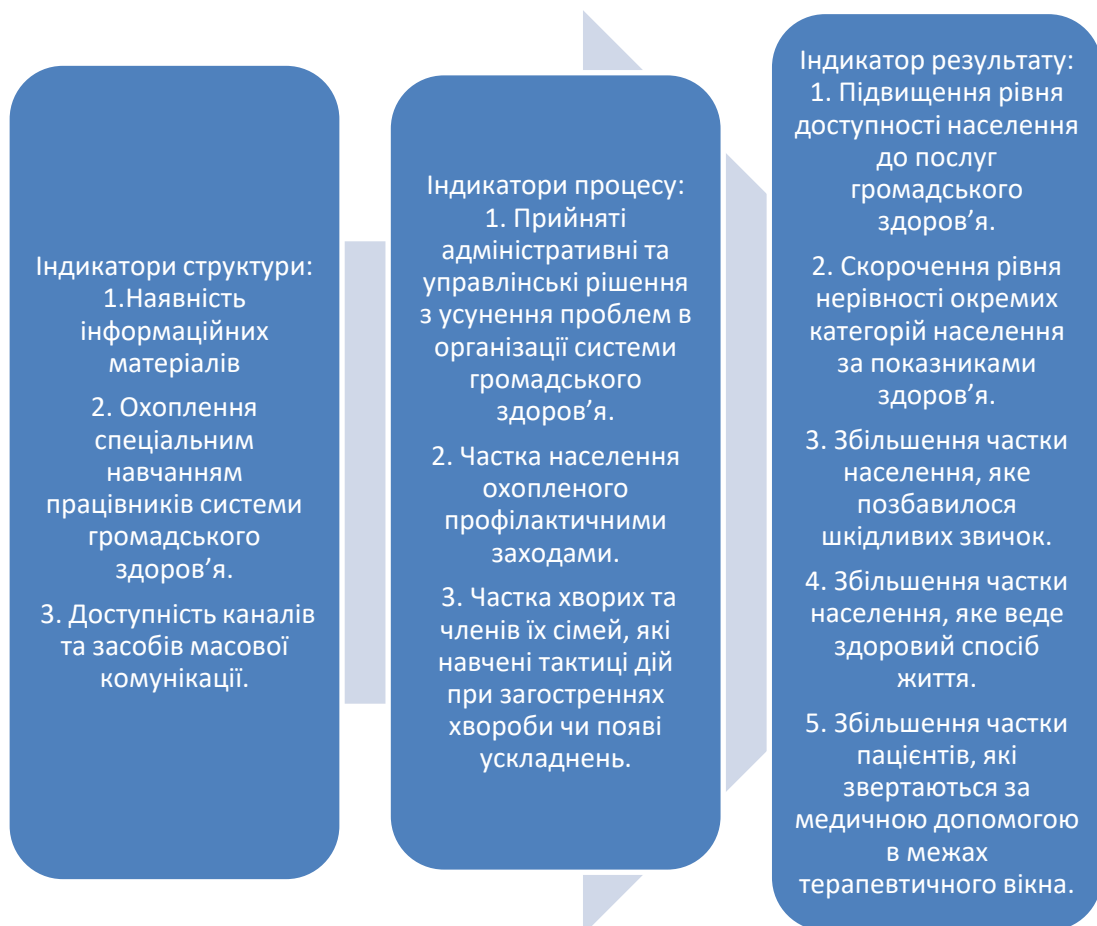 Індикатори структури:
1.Наявність
інформаційних
матеріалів
2. Охоплення
спеціальним
навчанням
працівників системи
громадського
здоров’я.
3. Доступність каналів
та засобів масової
комунікації.
Індикатори процесу:
1. Прийняті
адміністративні та
управлінські рішення
з усунення проблем в
організації системи
громадського
здоров’я.
2. Частка населення
охопленого
профілактичними
заходами.
3. Частка хворих та
членів їх сімей, які
навчені тактиці дій
при загостреннях
хвороби чи появі
ускладнень.
Індикатор результату:
1. Підвищення рівня
доступності населення
до послуг
громадського
здоров’я.
2. Скорочення рівня
нерівності окремих
категорій населення
за показниками
здоров’я.
3. Збільшення частки
населення, яке
позбавилося
шкідливих звичок.
4. Збільшення частки
населення, яке веде
здоровий спосіб
життя.
5. Збільшення частки
пацієнтів, які
звертаються за
медичною допомогою
в межах
терапевтичного вікна.